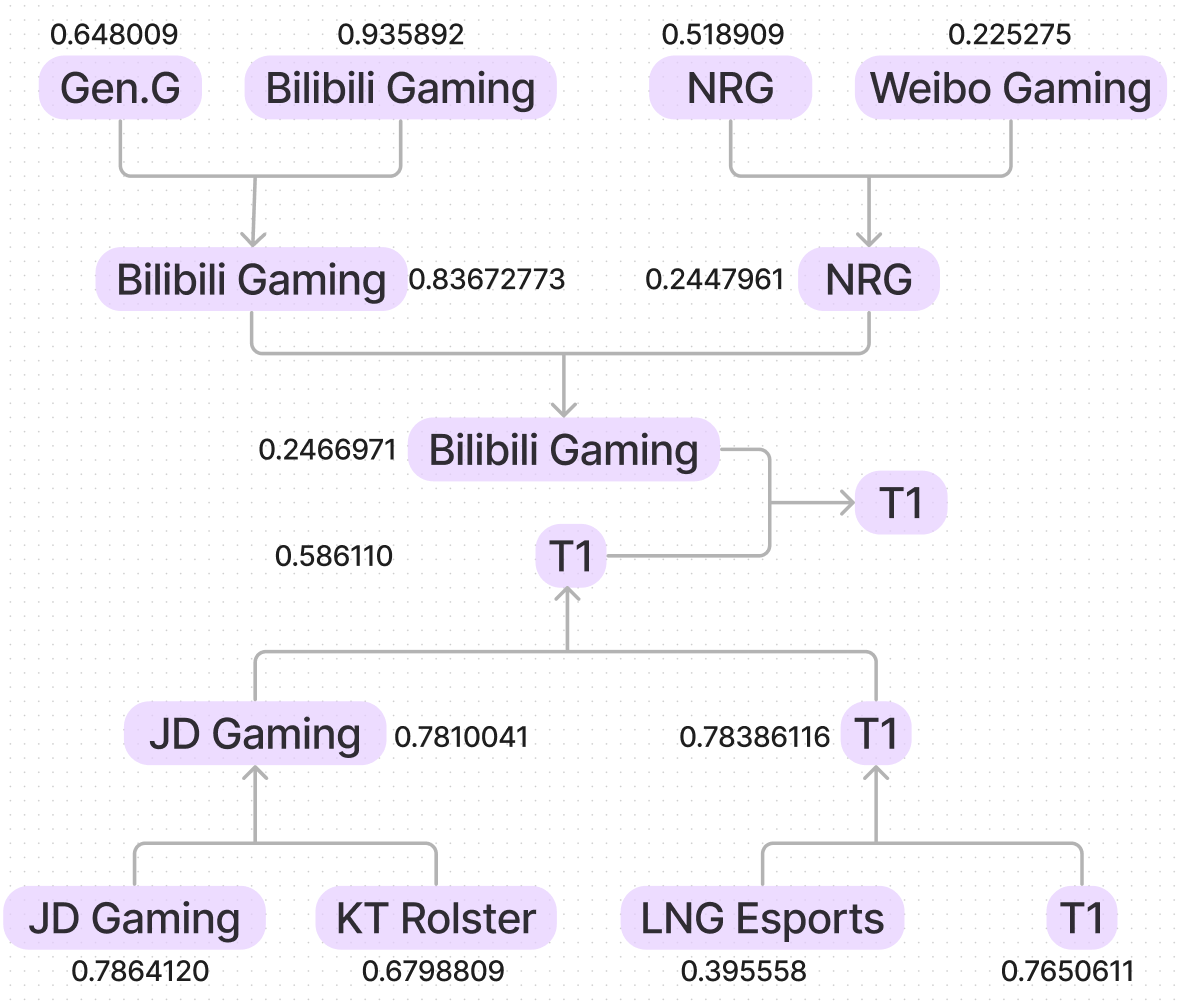 0.648009 0.935892 0.518909 0.225275
Gen.G Bilibili Gaming NRG Weibo Gaming
Bilibili Gaming 0.83672773 0.2447961 NRG
0.2466971 Bilibili Gaming
T1
0.586110 T1
JD Gaming 0.7810041 0.78386116 T1
JD Gaming KT Rolster LNG Esports T1
0.7864120 0.6798809 0.395558 0.7650611